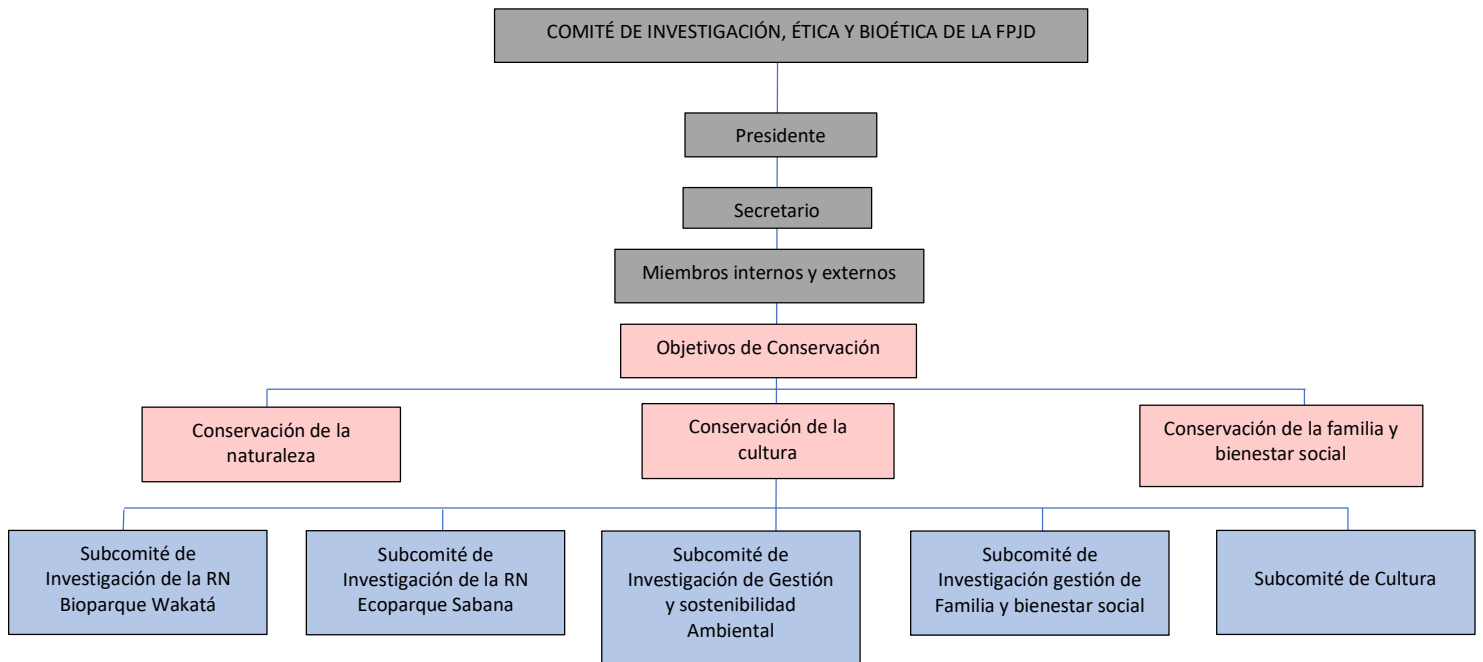 COMITÉ DE INVESTIGACIÓN, ÉTICA Y BIOÉTICA DE LA FPJD
Presidente
Secretario
Miembros internos y externos
Objetivos de Conservación
Conservación de la
naturaleza
Conservación de la
cultura
Conservación de la familia y
bienestar social
Subcomité de
Investigación de la RN
Bioparque Wakatá
Subcomité de
Investigación de la RN
Ecoparque Sabana
Subcomité de
Investigación de Gestión
y sostenibilidad
Ambiental
Subcomité de
Investigación gestión de
Familia y bienestar social
Subcomité de Cultura